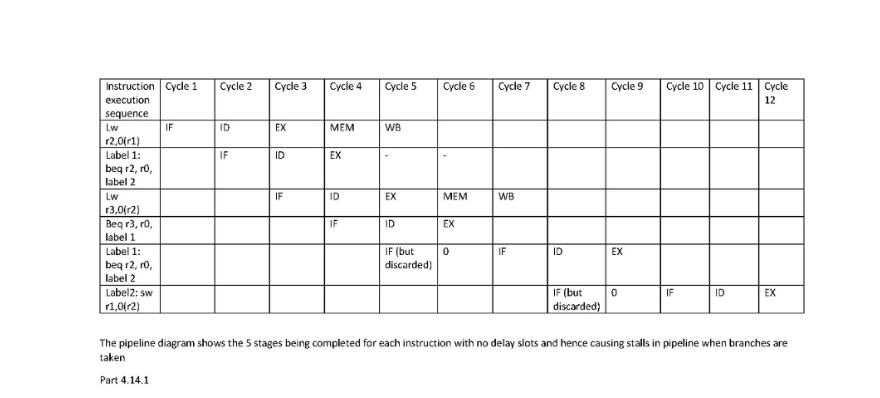 Instruction Cycle 1 Cycle 2 Cycle 3 Cycle 4 Cycle 5 Cycle 6 Cycle 7 Cycle 8 Cycle 9 Cycle 10 Cycle 11 Cycle
execution 12
sequence
Lw IF ID EX MEM WB
r2,0(r1)
Label 1: IF ID EX - -
beq r2, r0,
label 2
Lw IF ID EX MEM WB
r3,0(r2)
Beq r3, r0, IF ID EX
label 1
Label 1: IF (but 0 IF ID EX
beq r2, r0, discarded)
label 2
Label2: sw IF (but 0 IF ID EX
r1,0(r2) discarded)
The pipeline diagram shows the 5 stages being completed for each instruction with no delay slots and hence causing stalls in pipeline when branches are
taken
Part 4.14.1